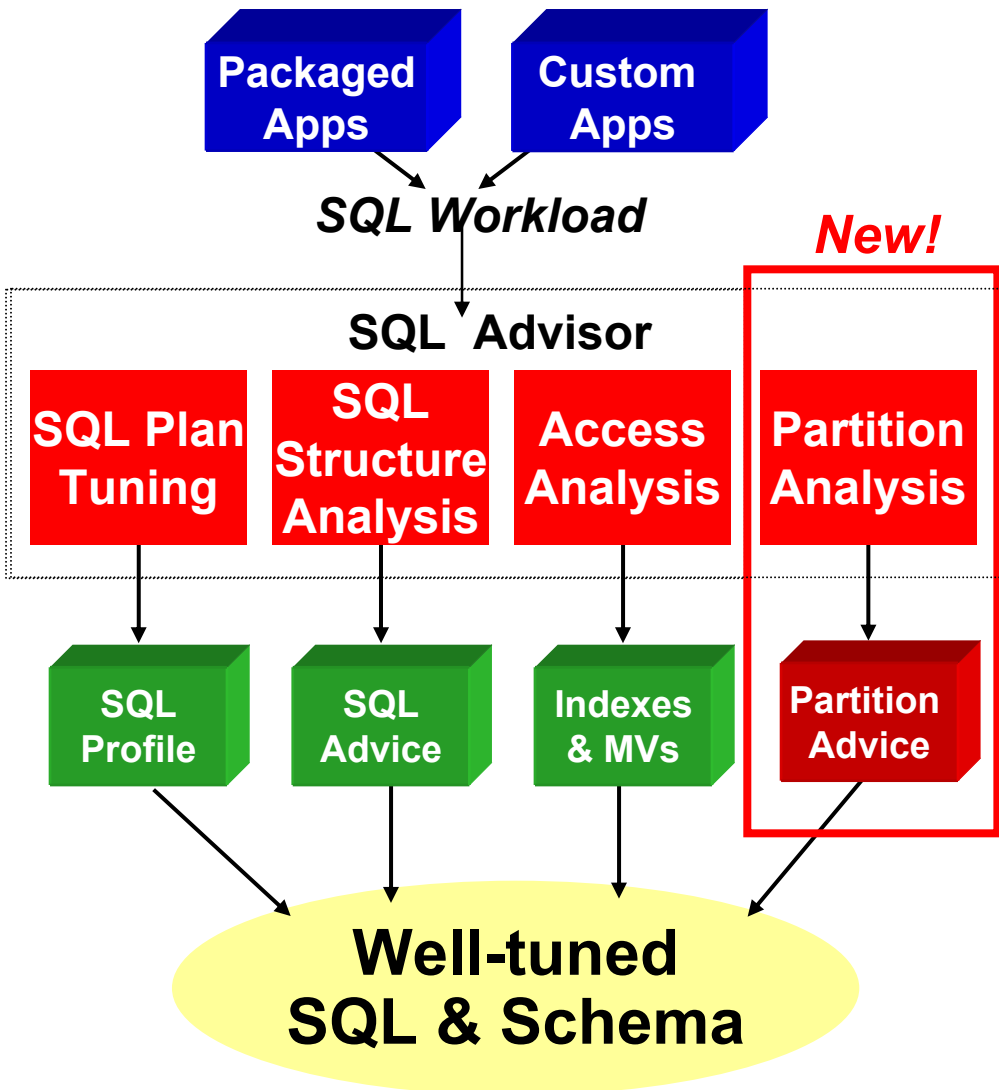 Packaged
Apps
Custom
Apps
SQL Workload
New!
SQL Advisor
SQL Plan
Tuning
SQL
Structure
Analysis
Access
Analysis
Partition
Analysis
SQL
Profile
SQL
Advice
Indexes
& MVs
Partition
Advice
Well-tuned
SQL & Schema